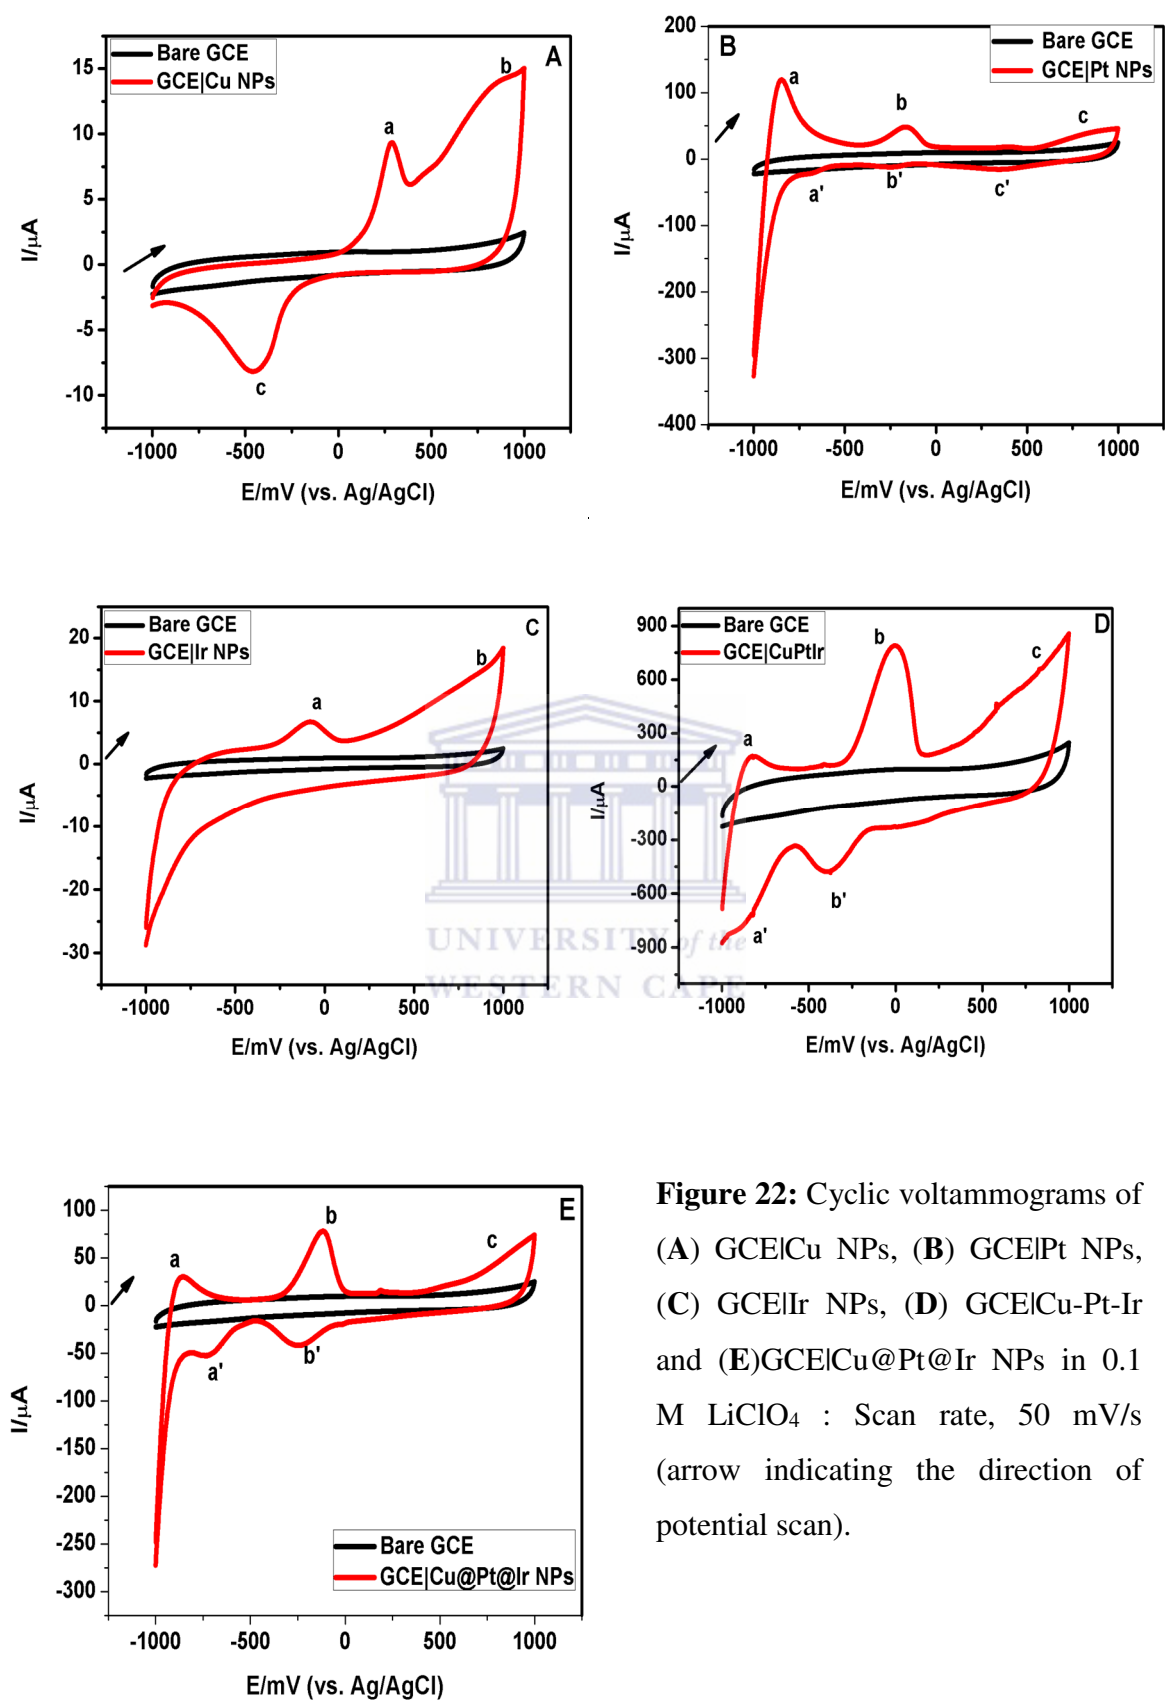 A
Bare GCE
GCE|Cu NPs
a
b
c
15
10
5
0
-5
-10
I/μA
-1000 -500 0 500 1000
E/mV (vs. Ag/AgCl)
B
Bare GCE
GCE|Pt NPs
a
b
c
a'
b'
c'
200
100
0
-100
-200
-300
-400
I/μA
-1000 -500 0 500 1000
E/mV (vs. Ag/AgCl)
C
Bare GCE
GCE|Ir NPs
a
b
20
10
0
-10
-20
-30
I/μA
-1000 -500 0 500 1000
E/mV (vs. Ag/AgCl)
D
Bare GCE
GCE|CuPtIr
a
b
c
a'
b'
900
600
300
0
-300
-600
-900
I/μA
-1000 -500 0 500 1000
E/mV (vs. Ag/AgCl)
UNIVERSITY of the
WESTERN CAPE
E
a
b
c
a'
b'
100
50
0
-50
-100
-150
-200
-250
-300
I/μA
Bare GCE
GCE|Cu@Pt@Ir NPs
-1000 -500 0 500 1000
E/mV (vs. Ag/AgCl)
Figure 22: Cyclic voltammograms of
(A) GCE|Cu NPs, (B) GCE|Pt NPs,
(C) GCE|Ir NPs, (D) GCE|Cu-Pt-Ir
and (E)GCE|Cu@Pt@Ir NPs in 0.1
M LiClO₄ : Scan rate, 50 mV/s
(arrow indicating the direction of
potential scan).